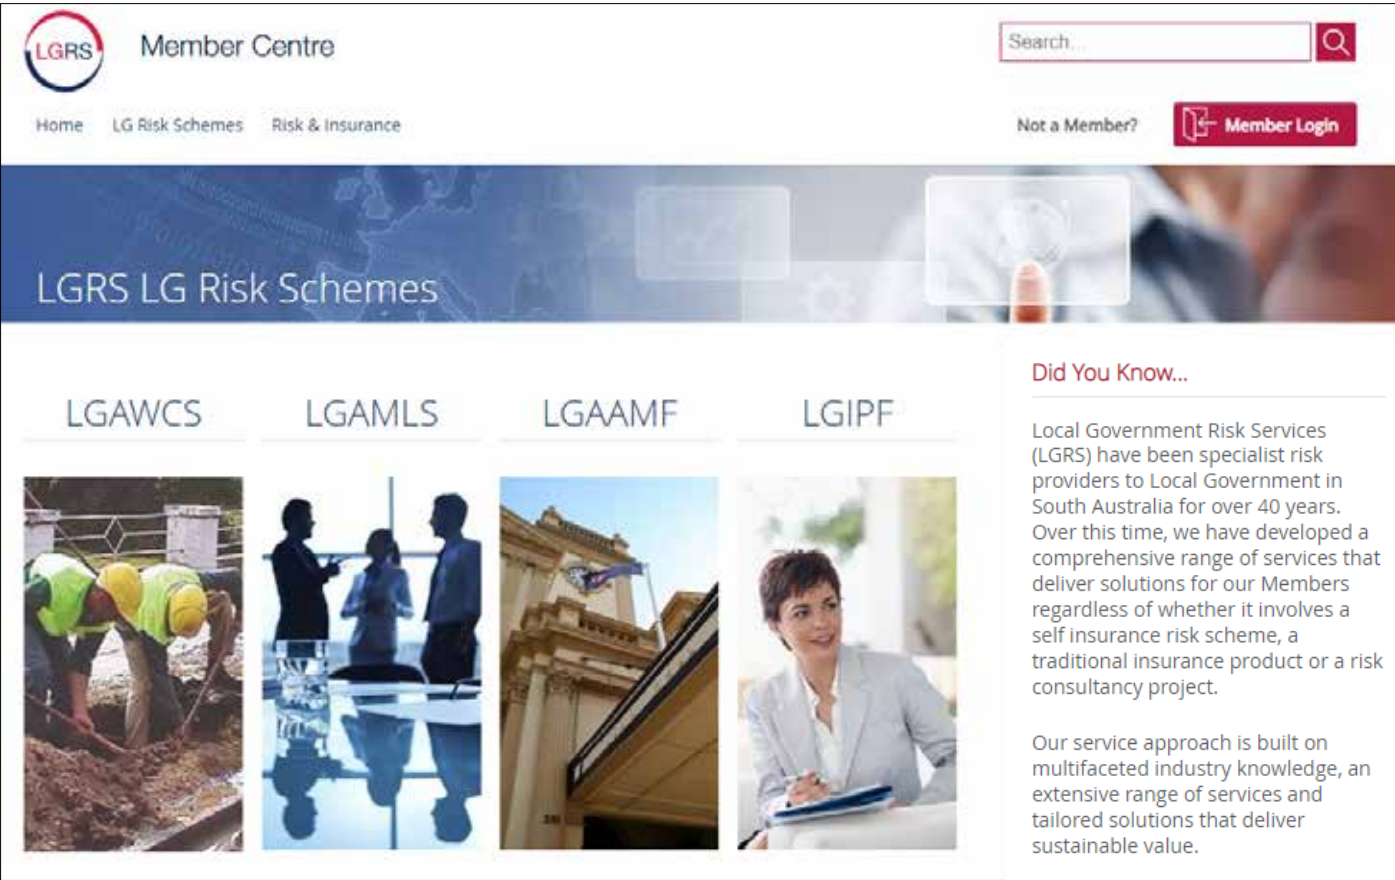 LGRS
Member Centre
Search...
Home
LG Risk Schemes
Risk & Insurance
Not a Member?
Member Login
LGRS LG Risk Schemes
LGAWCS
LGAMLS
LGAAMF
LGIPF
Did You Know...
Local Government Risk Services
(LGRS) have been specialist risk
providers to Local Government in
South Australia for over 40 years.
Over this time, we have developed a
comprehensive range of services that
deliver solutions for our Members
regardless of whether it involves a
self insurance risk scheme, a
traditional insurance product or a risk
consultancy project.
Our service approach is built on
multifaceted industry knowledge, an
extensive range of services and
tailored solutions that deliver
sustainable value.